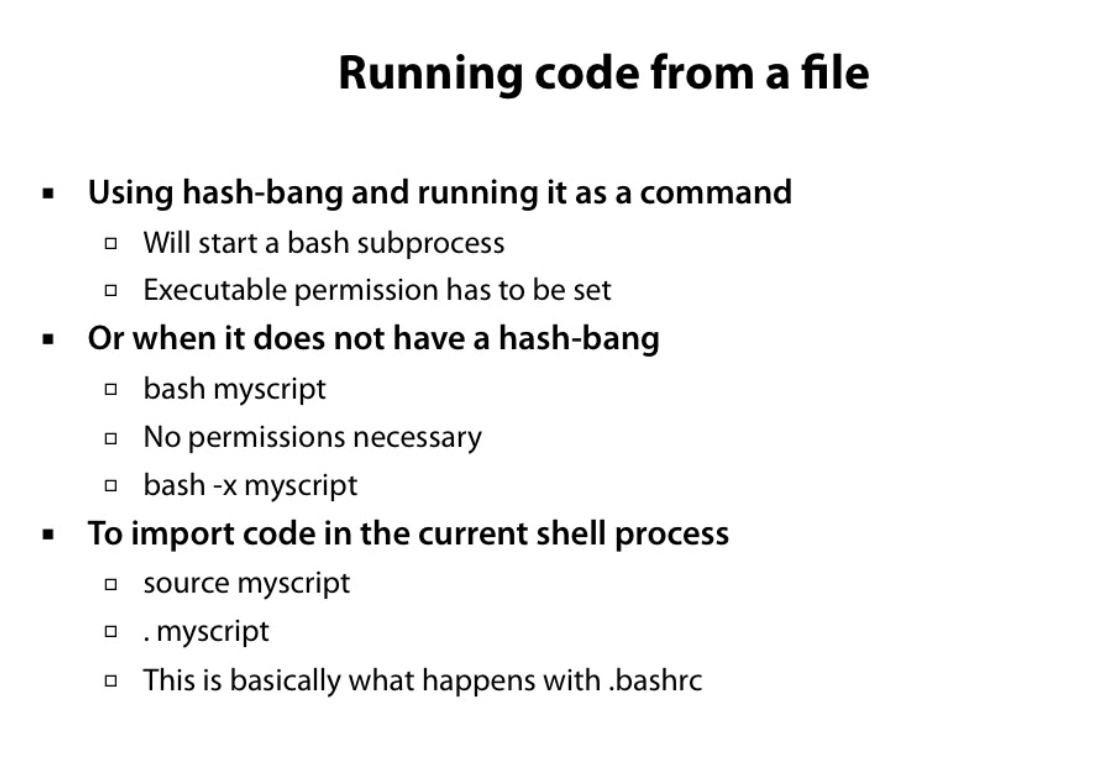 Running code from a file
Using hash-bang and running it as a command
Will start a bash subprocess
Executable permission has to be set
Or when it does not have a hash-bang
bash myscript
No permissions necessary
bash -x myscript
To import code in the current shell process
source myscript
. myscript
This is basically what happens with .bashrc